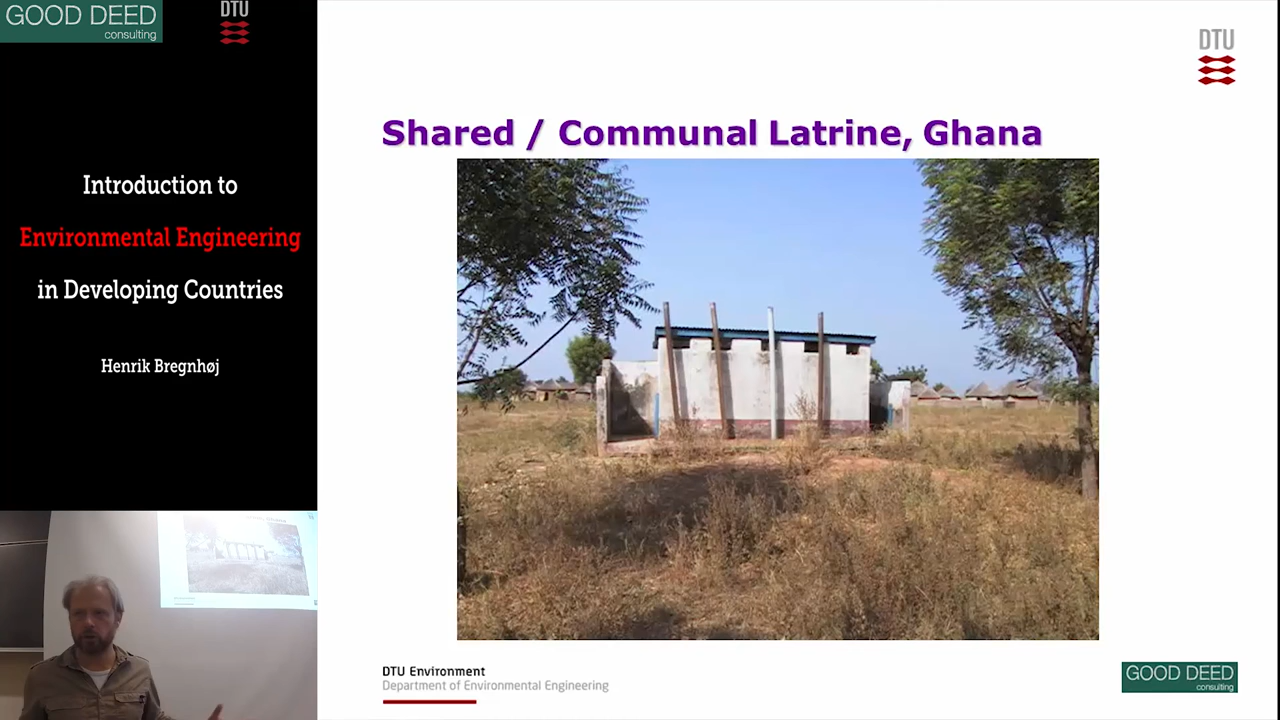 GOOD DEED
consulting
DTU
Introduction to
Environmental Engineering
in Developing Countries
Henrik Bregnhøj
DTU
Shared / Communal Latrine, Ghana
DTU Environment
Department of Environmental Engineering
GOOD DEED
consulting